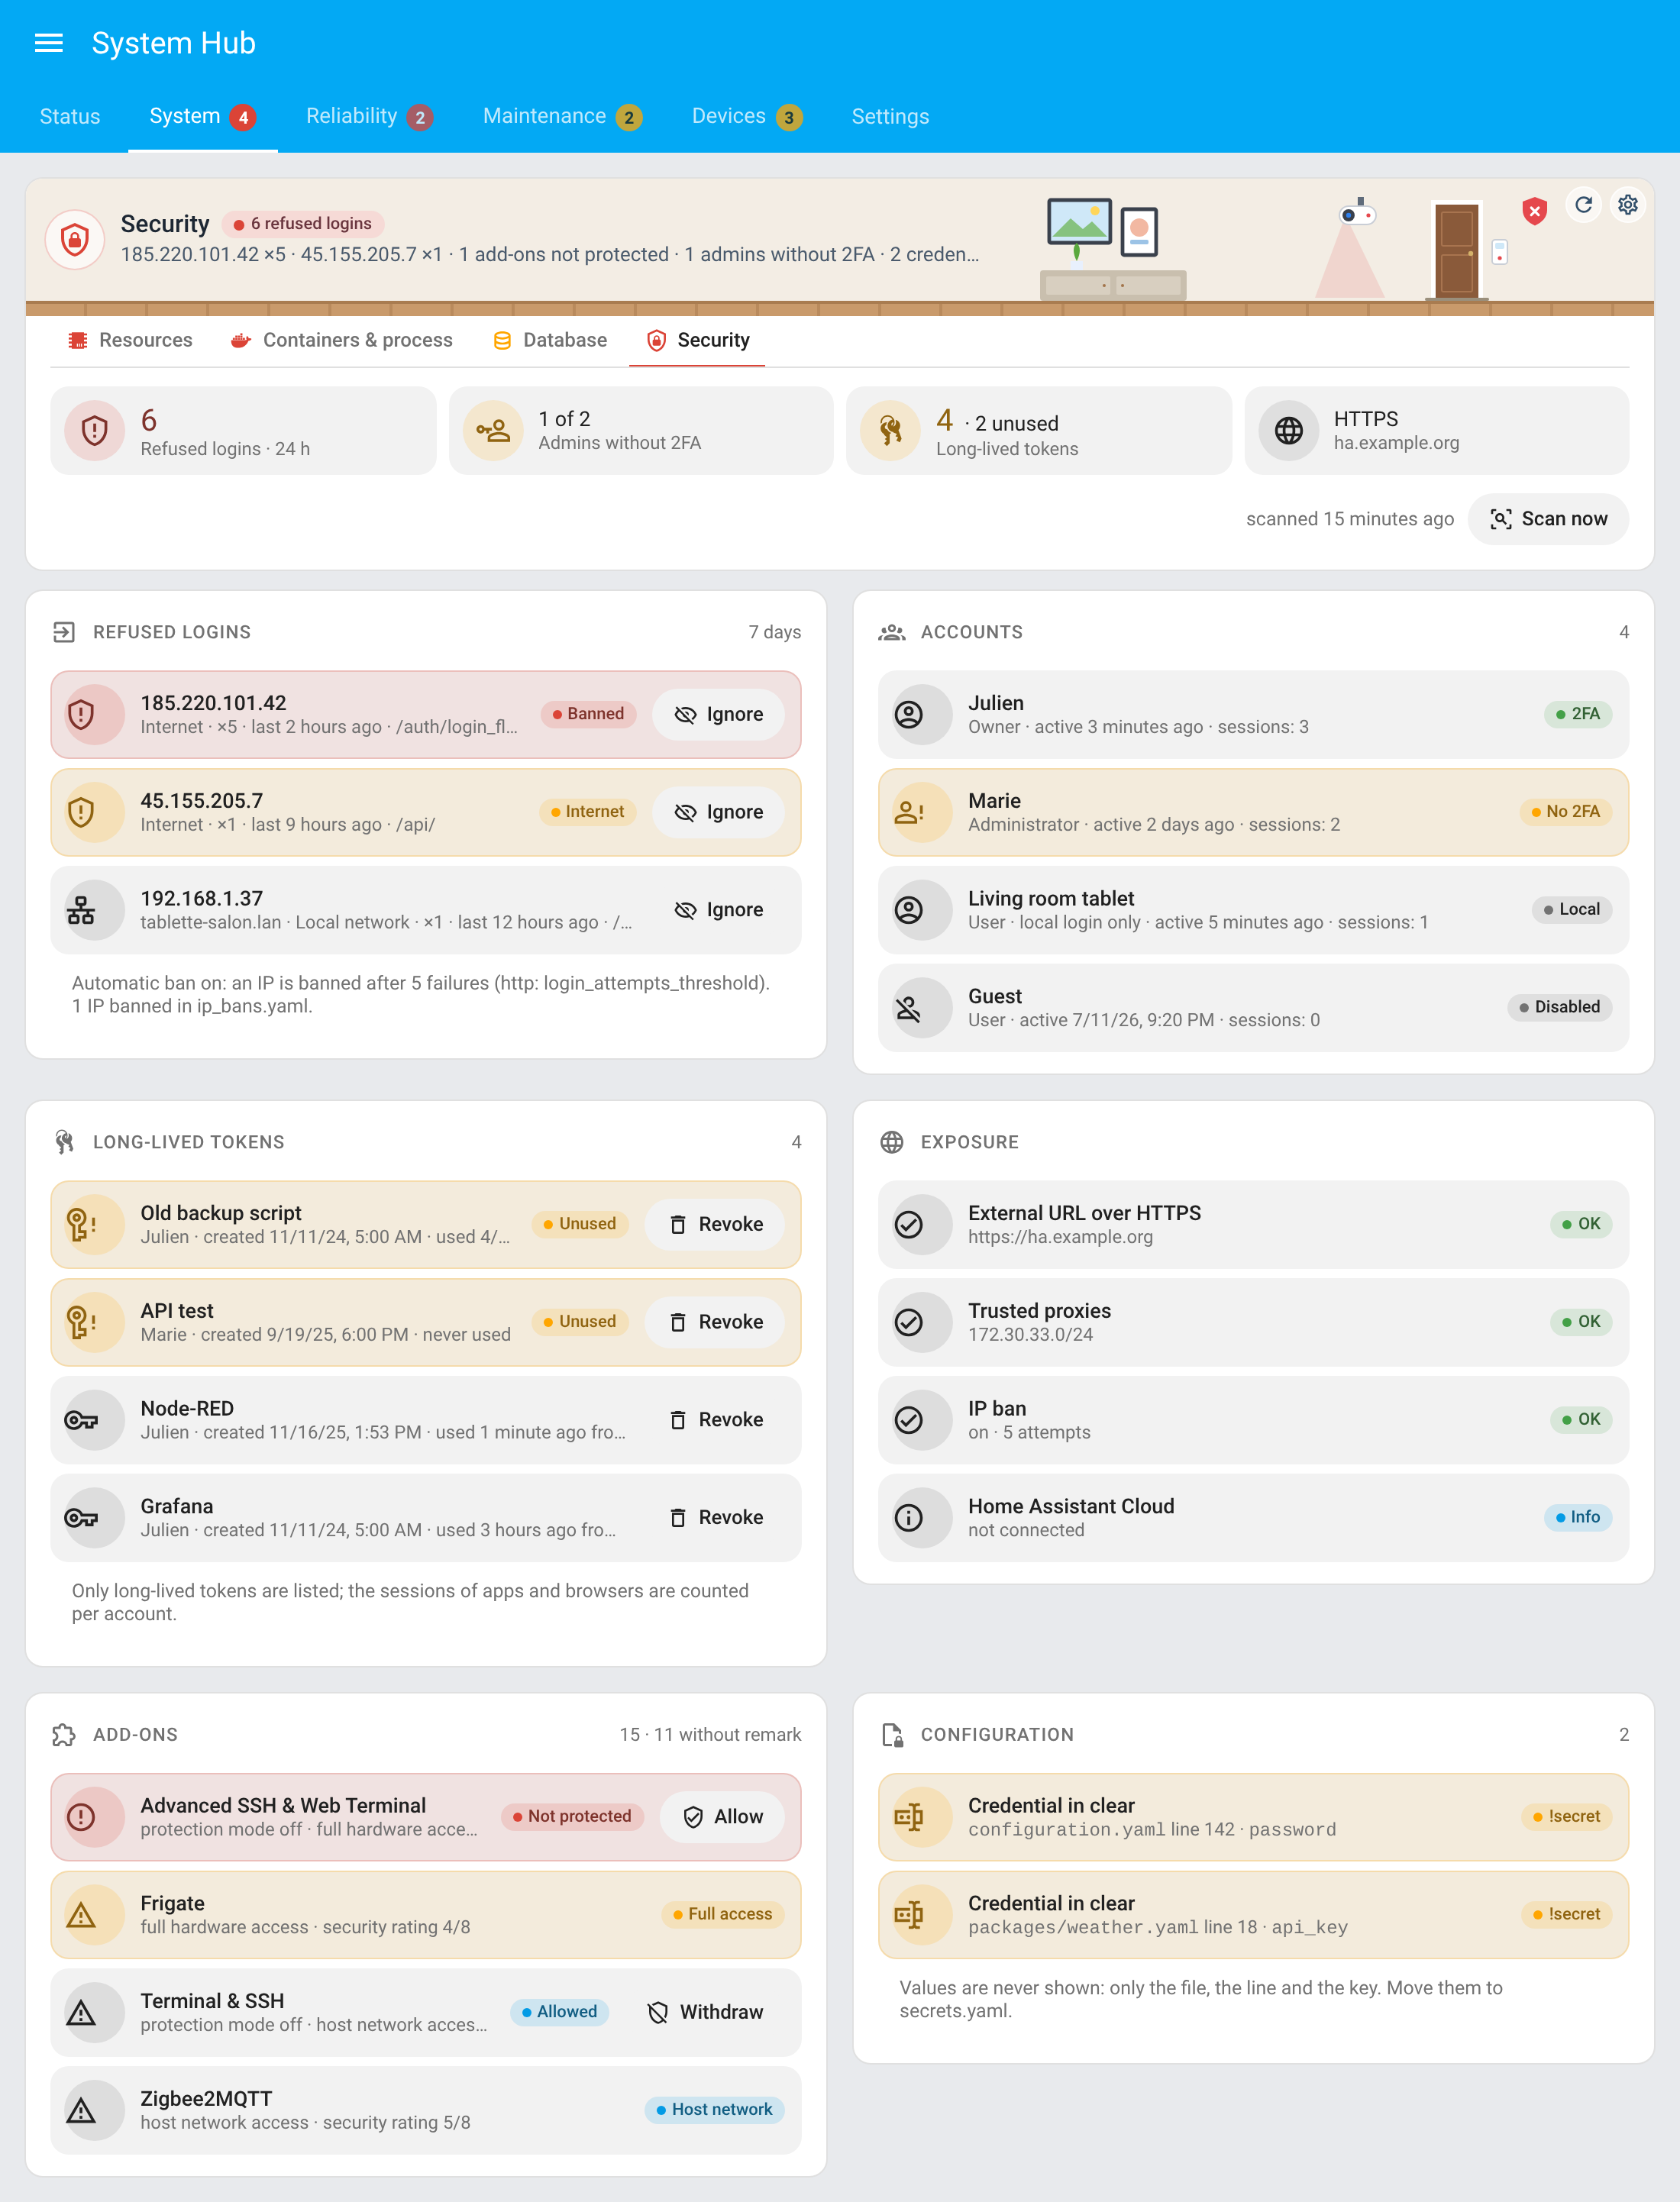 System Hub
Status
System 4
Reliability 2
Maintenance 2
Devices 3
Settings
Security
6 refused logins
185.220.101.42 ×5 · 45.155.205.7 ×1 · 1 add-ons not protected · 1 admins without 2FA · 2 creden...
Resources
Containers & process
Database
Security
6
Refused logins · 24 h
1 of 2
Admins without 2FA
4 · 2 unused
Long-lived tokens
HTTPS
ha.example.org
scanned 15 minutes ago
Scan now
REFUSED LOGINS
7 days
185.220.101.42
Internet · ×5 · last 2 hours ago · /auth/login_fl...
Banned
Ignore
45.155.205.7
Internet · ×1 · last 9 hours ago · /api/
Internet
Ignore
192.168.1.37
tablette-salon.lan · Local network · ×1 · last 12 hours ago · /...
Ignore
Automatic ban on: an IP is banned after 5 failures (http: login_attempts_threshold).
1 IP banned in ip_bans.yaml.
ACCOUNTS
4
Julien
Owner · active 3 minutes ago · sessions: 3
2FA
Marie
Administrator · active 2 days ago · sessions: 2
No 2FA
Living room tablet
User · local login only · active 5 minutes ago · sessions: 1
Local
Guest
User · active 7/11/26, 9:20 PM · sessions: 0
Disabled
LONG-LIVED TOKENS
4
Old backup script
Julien · created 11/11/24, 5:00 AM · used 4/...
Unused
Revoke
API test
Marie · created 9/19/25, 6:00 PM · never used
Unused
Revoke
Node-RED
Julien · created 11/16/25, 1:53 PM · used 1 minute ago fro...
Revoke
Grafana
Julien · created 11/11/24, 5:00 AM · used 3 hours ago fro...
Revoke
Only long-lived tokens are listed; the sessions of apps and browsers are counted
per account.
EXPOSURE
External URL over HTTPS
https://ha.example.org
OK
Trusted proxies
172.30.33.0/24
OK
IP ban
on · 5 attempts
OK
Home Assistant Cloud
not connected
Info
ADD-ONS
15 · 11 without remark
Advanced SSH & Web Terminal
protection mode off · full hardware acce...
Not protected
Allow
Frigate
full hardware access · security rating 4/8
Full access
Terminal & SSH
protection mode off · host network acces...
Allowed
Withdraw
Zigbee2MQTT
host network access · security rating 5/8
Host network
CONFIGURATION
2
Credential in clear
configuration.yaml line 142 · password
!secret
Credential in clear
packages/weather.yaml line 18 · api_key
!secret
Values are never shown: only the file, the line and the key. Move them to
secrets.yaml.